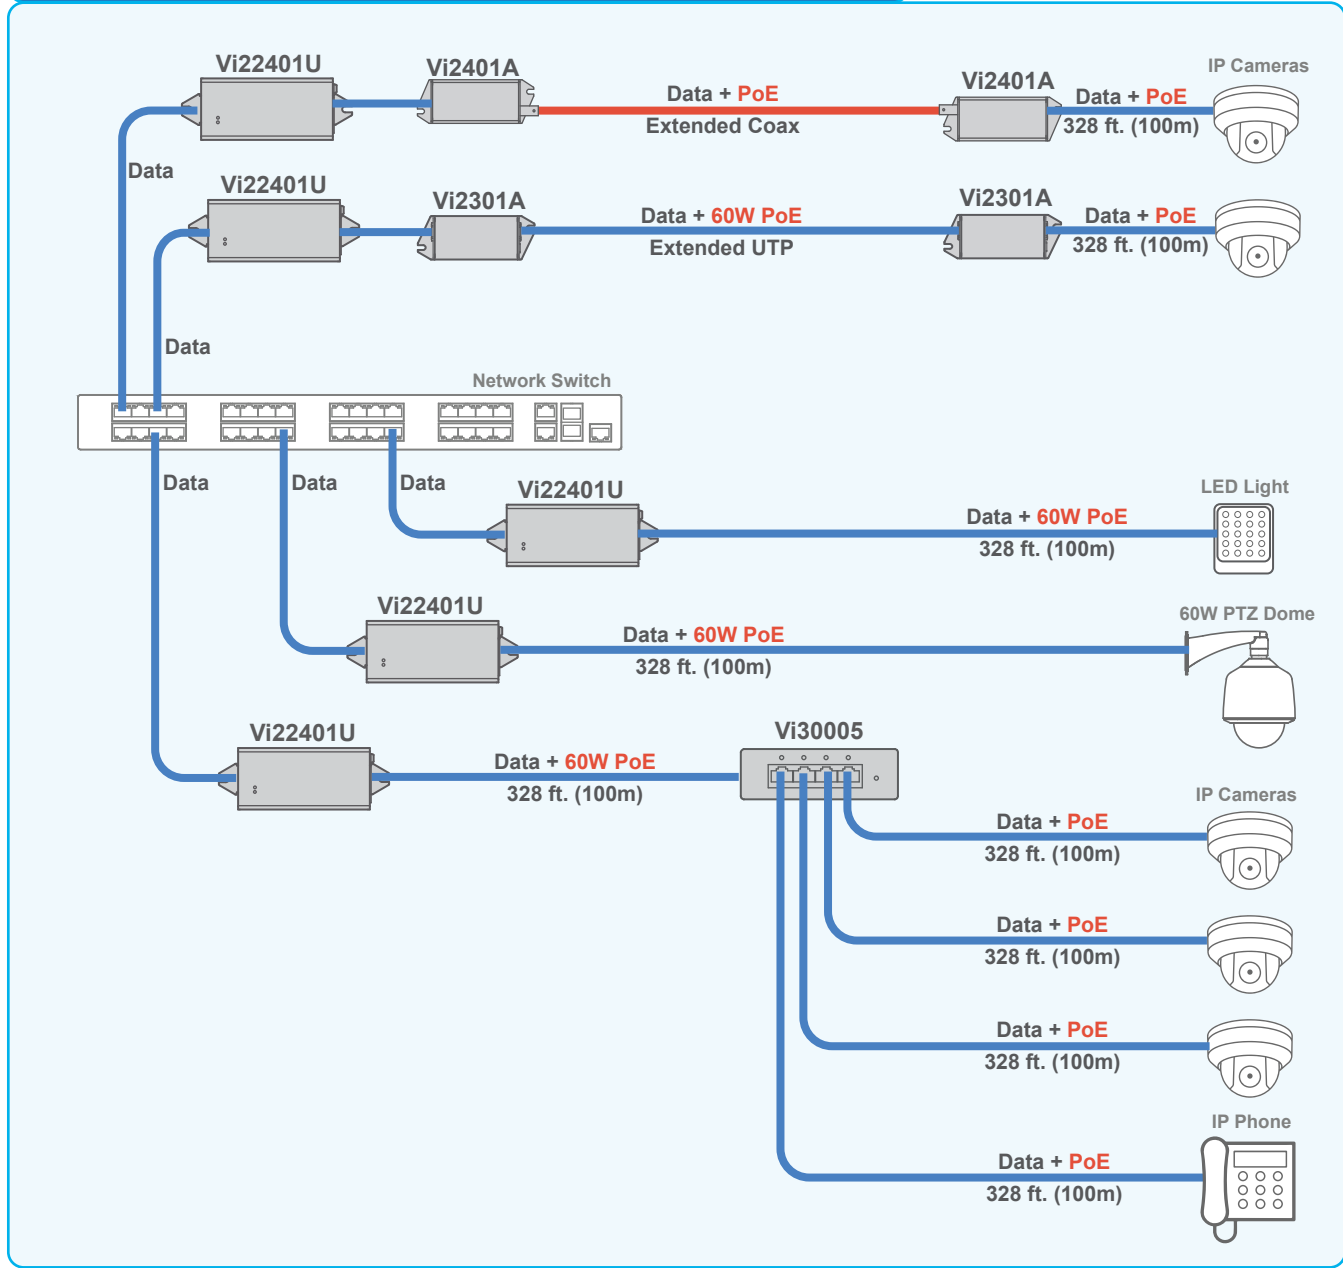 Vi22401U
Vi2401A
Data + PoE
Extended Coax
Vi2401A
Data + PoE
328 ft. (100m)
IP Cameras
Data
Vi22401U
Vi2301A
Data + 60W PoE
Extended UTP
Vi2301A
Data + PoE
328 ft. (100m)
Data
Network Switch
Data
Data
Data
Vi22401U
Data + 60W PoE
328 ft. (100m)
LED Light
Vi22401U
Data + 60W PoE
328 ft. (100m)
60W PTZ Dome
Vi22401U
Data + 60W PoE
328 ft. (100m)
Vi30005
IP Cameras
Data + PoE
328 ft. (100m)
Data + PoE
328 ft. (100m)
Data + PoE
328 ft. (100m)
IP Phone
Data + PoE
328 ft. (100m)